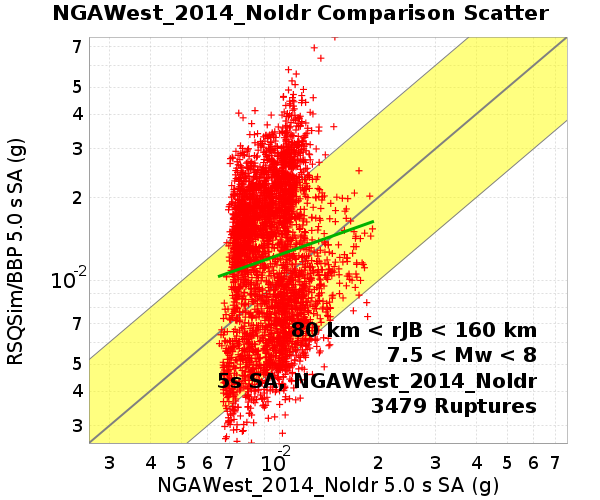 NGAWest_2014_NoIdr Comparison Scatter
RSQSim/BBP 5.0 s SA (g)
7
5
4
3
2
10-2
7
5
4
3
80 km < rJB < 160 km
7.5 < Mw < 8
5s SA, NGAWest_2014_NoIdr
3479 Ruptures
3 4 5 6 7 10-2 2 3 4 5 6 7
NGAWest_2014_NoIdr 5.0 s SA (g)